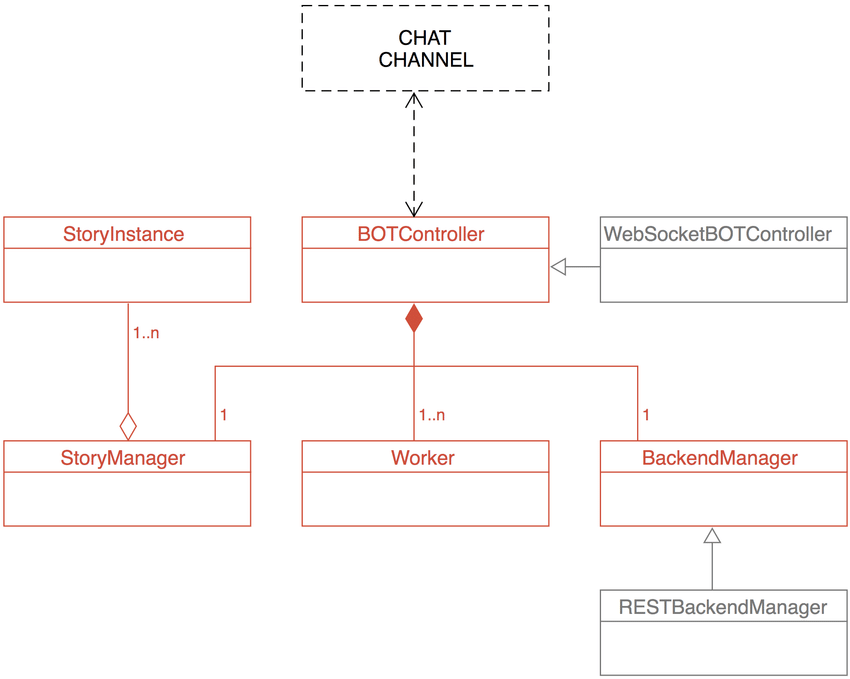 CHAT
CHANNEL
StoryInstance
BOTController
WebSocketBOTController
1..n
1
1..n
1
StoryManager
Worker
BackendManager
RESTBackendManager